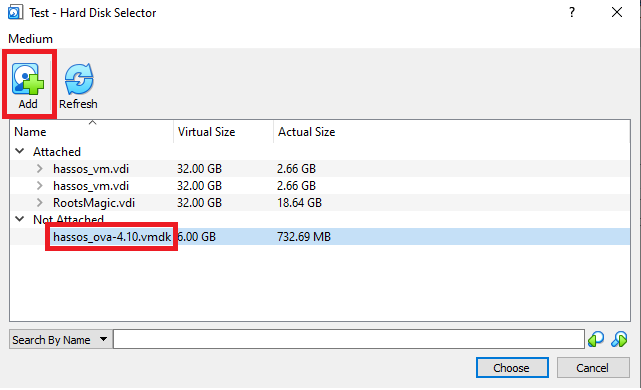 Test - Hard Disk Selector
Medium
Add Refresh
Name Virtual Size Actual Size
Attached
hassos_vm.vdi 32.00 GB 2.66 GB
hassos_vm.vdi 32.00 GB 2.66 GB
RootsMagic.vdi 32.00 GB 18.64 GB
Not Attached
hassos_ova-4.10.vmdk 6.00 GB 732.69 MB
Search By Name
Choose Cancel